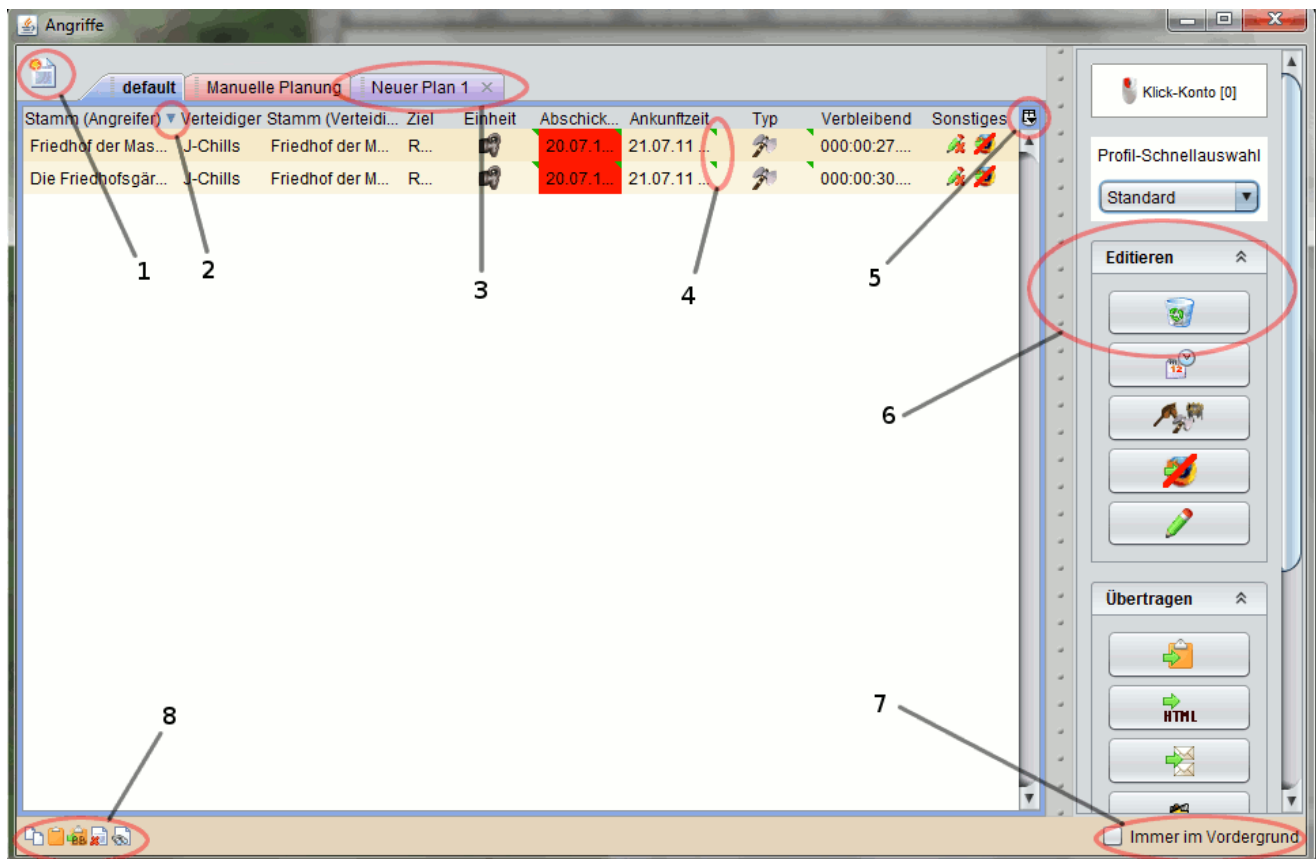 Angriffe
default Manuelle Planung Neuer Plan 1
Stamm (Angreifer) Verteidiger Stamm (Verteidi... Ziel Einheit Abschick... Ankunftzeit Typ Verbleibend Sonstiges
Friedhof der Mas... J-Chills Friedhof der M... R... 20.07.1... 21.07.11 ... 000:00:27....
Die Friedhofsgär... J-Chills Friedhof der M... R... 20.07.1... 21.07.11 ... 000:00:30....
1
2
3
4
5
6
7
8
Klick-Konto [0]
Profil-Schnellauswahl
Standard
Editieren
12
Übertragen
HTML
BB
Immer im Vordergrund